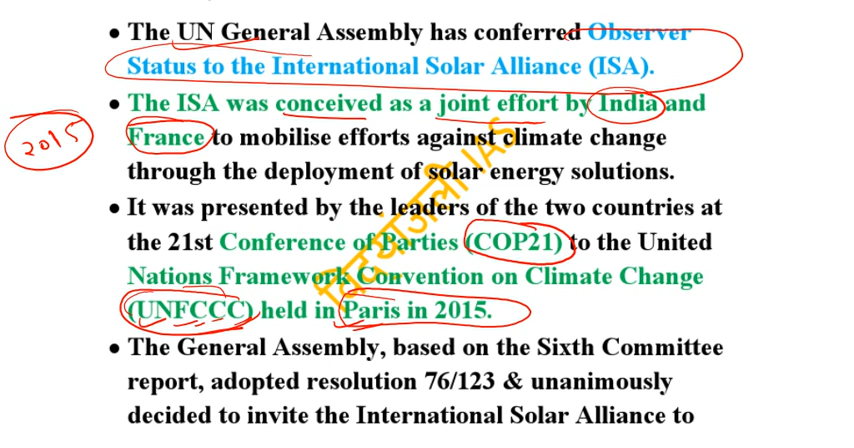 • The UN General Assembly has conferred Observer
Status to the International Solar Alliance (ISA).
• The ISA was conceived as a joint effort by India and
2015
France to mobilise efforts against climate change
through the deployment of solar energy solutions.
• It was presented by the leaders of the two countries at
the 21st Conference of Parties (COP21) to the United
Nations Framework Convention on Climate Change
(UNFCCC) held in Paris in 2015.
• The General Assembly, based on the Sixth Committee
report, adopted resolution 76/123 & unanimously
decided to invite the International Solar Alliance to
विद्यांजली IAS